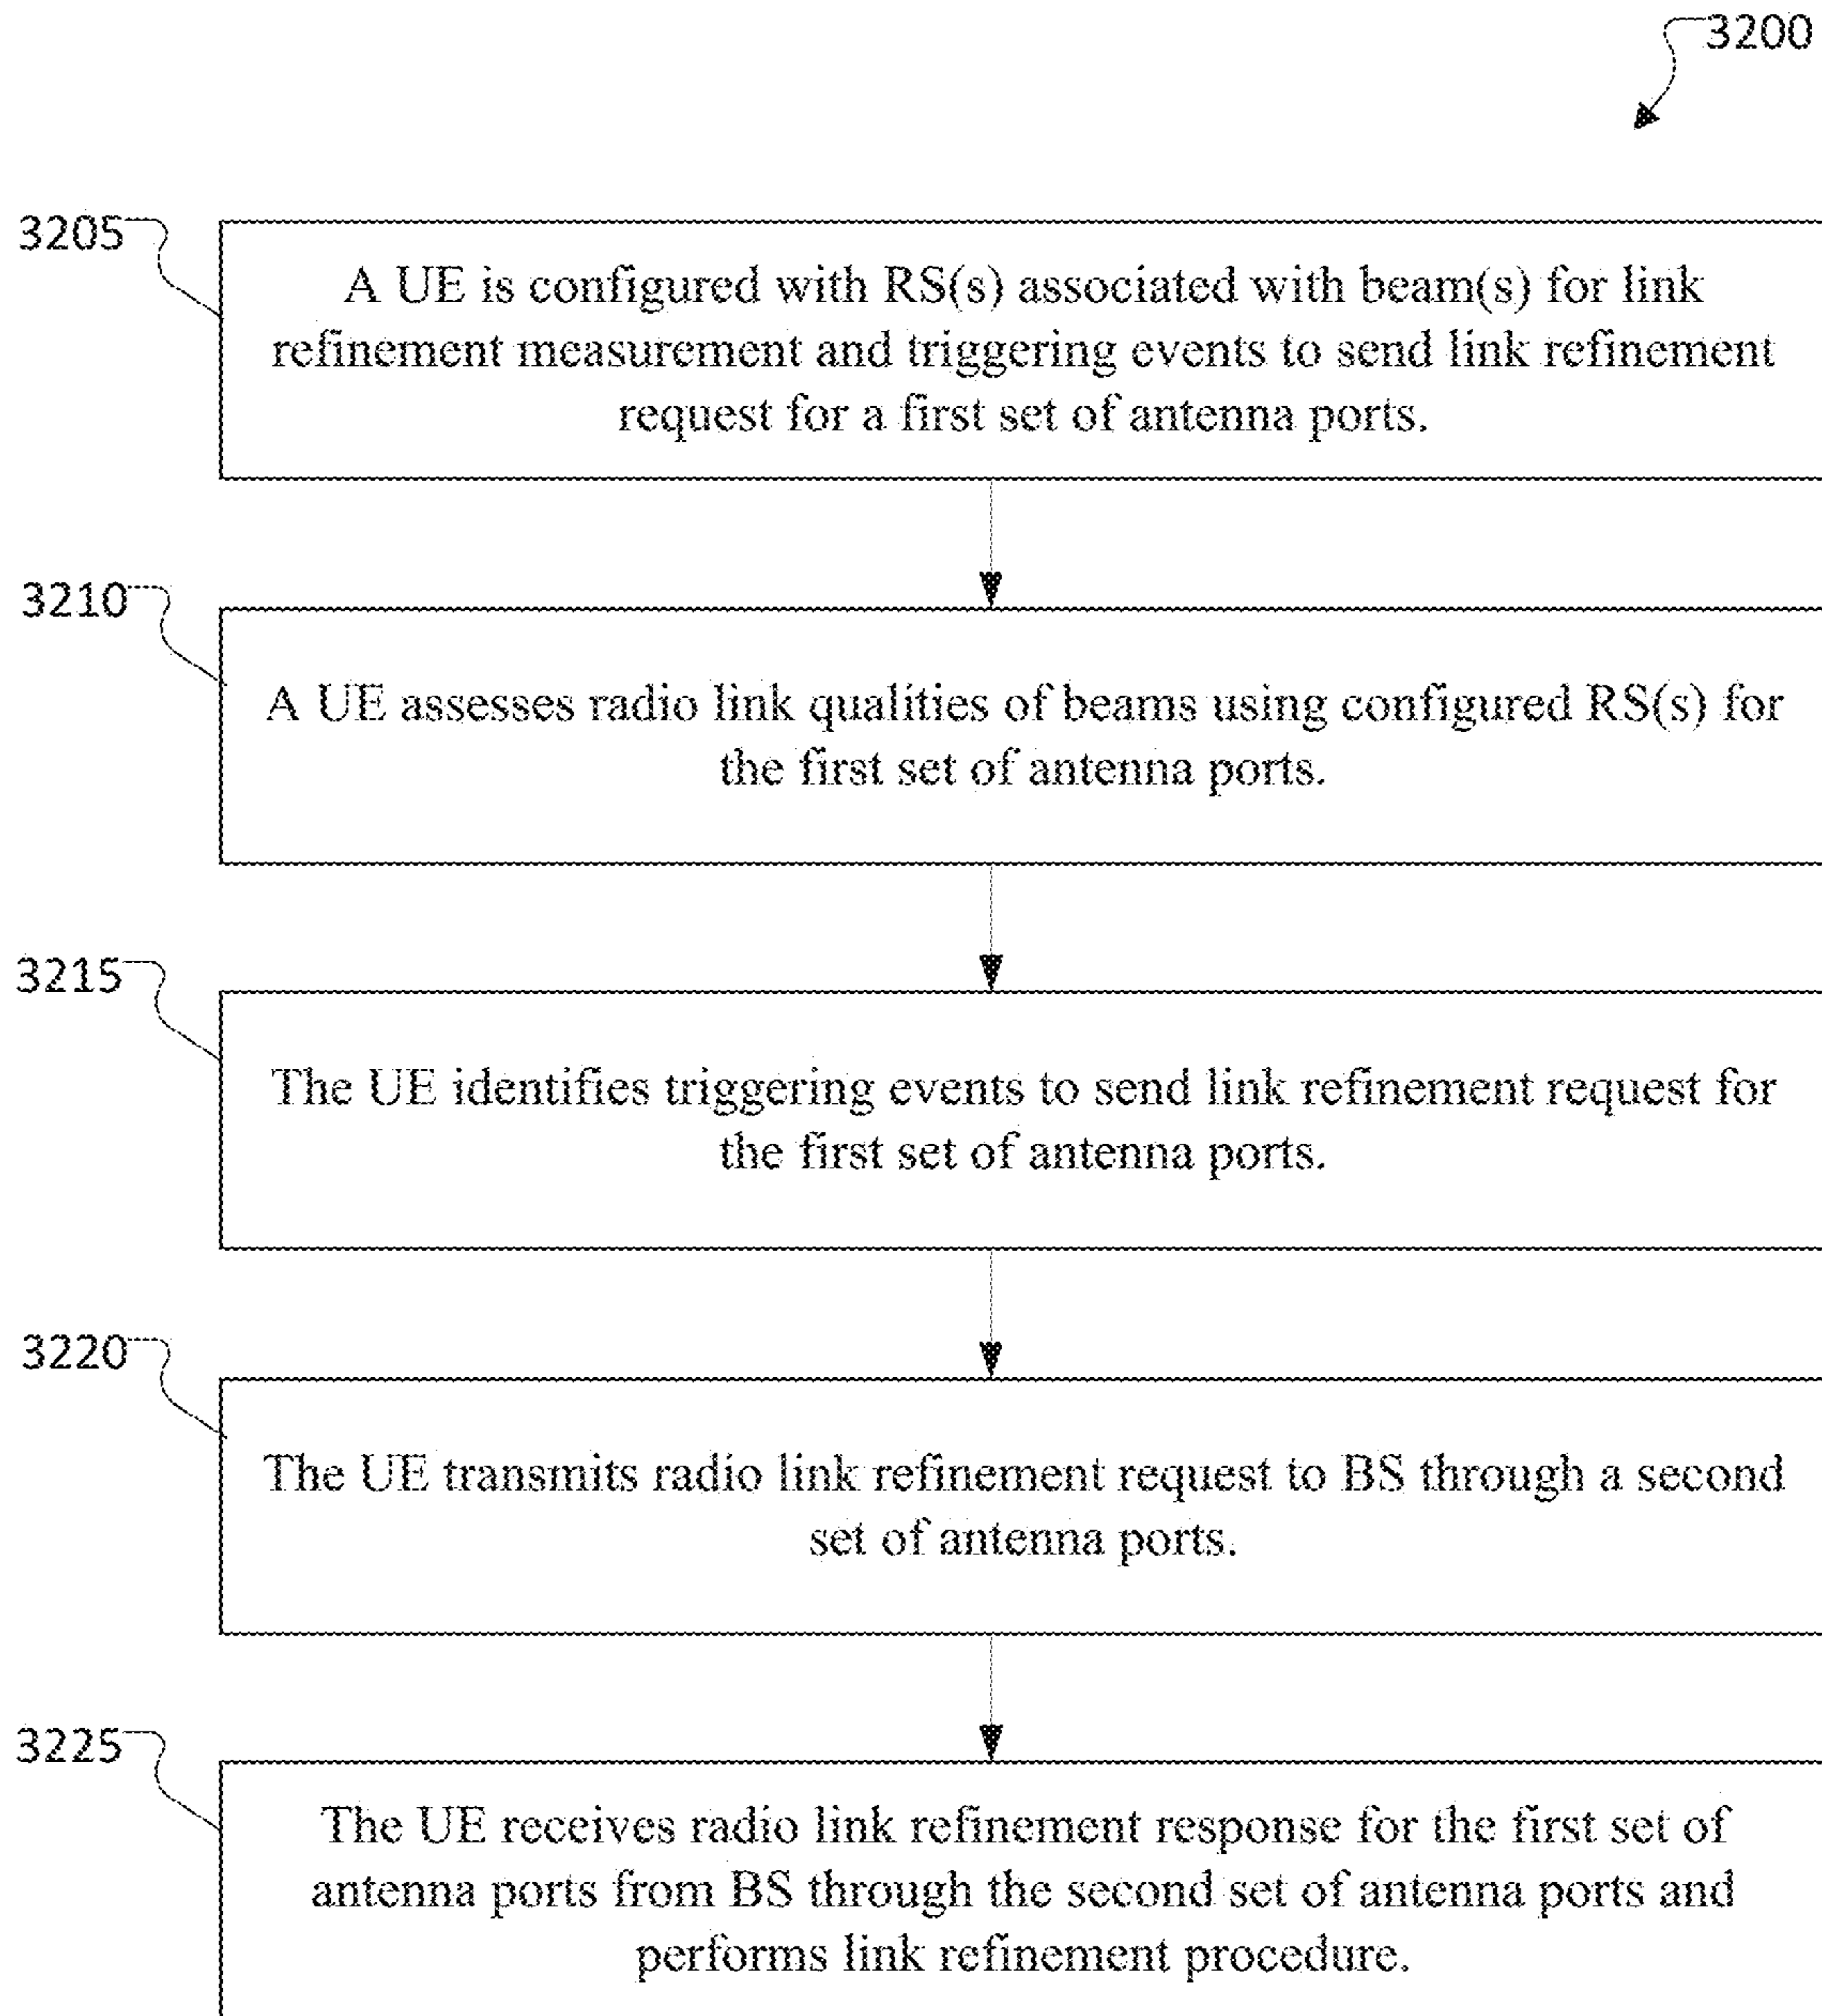 3200
3205
A UE is configured with RS(s) associated with beam(s) for link
refinement measurement and triggering events to send link refinement
request for a first set of antenna ports.
3210
A UE assesses radio link qualities of beams using configured RS(s) for
the first set of antenna ports.
3215
The UE identifies triggering events to send link refinement request for
the first set of antenna ports.
3220
The UE transmits radio link refinement request to BS through a second
set of antenna ports.
3225
The UE receives radio link refinement response for the first set of
antenna ports from BS through the second set of antenna ports and
performs link refinement procedure.